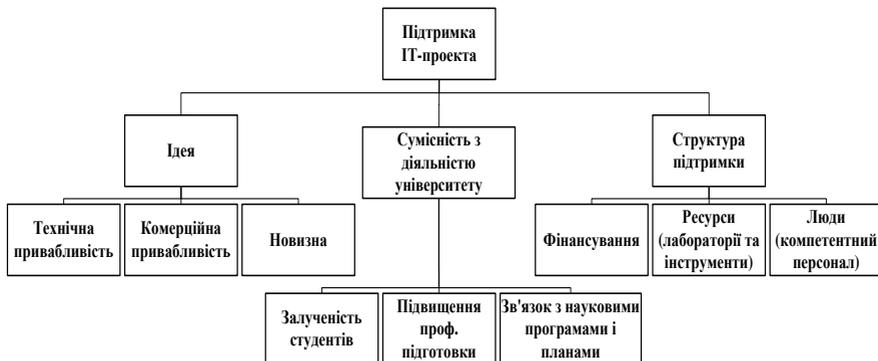 Підтримка
ІТ-проекта
Ідея
Сумісність з
діяльністю
університету
Структура
підтримки
Технічна
привабливість
Комерційна
привабливість
Новизна
Фінансування
Ресурси
(лабораторії та
інструменти)
Люди
(компетентний
персонал)
Залученість
студентів
Підвищення
проф.
підготовки
Зв'язок з науковими
програмами і
планами